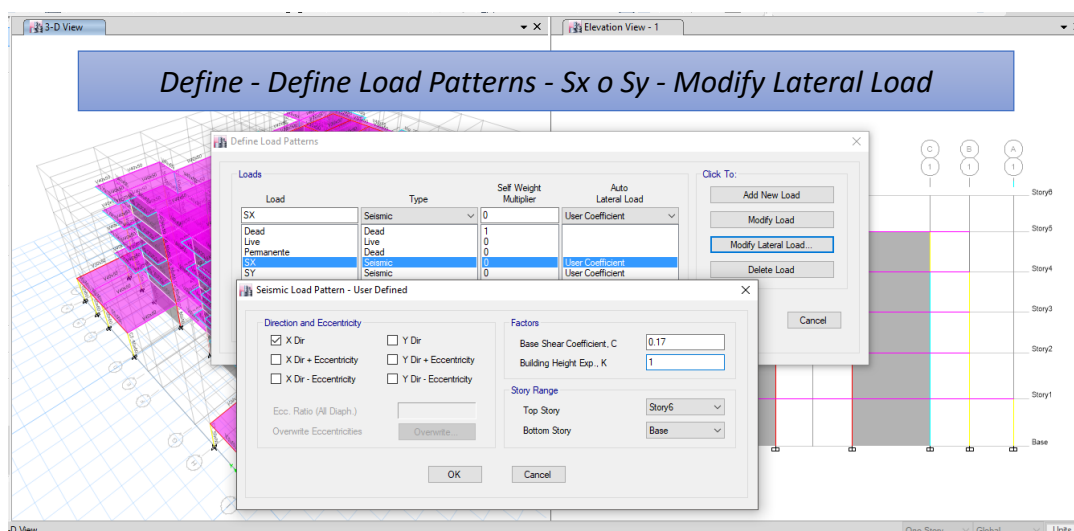 3-D View
Elevation View - 1
Define - Define Load Patterns - Sx o Sy - Modify Lateral Load
Define Load Patterns
Loads
Click To:
Load
Type
Self Weight
Multiplier
Auto
Lateral Load
SX
Seismic
0
User Coefficient
Dead
Dead
1
Live
Live
0
Permanente
Dead
0
SX
Seismic
0
User Coefficient
SY
Seismic
0
User Coefficient
Add New Load
Modify Load
Modify Lateral Load...
Delete Load
Cancel
Seismic Load Pattern - User Defined
Direction and Eccentricity
X Dir
Y Dir
X Dir + Eccentricity
Y Dir + Eccentricity
X Dir - Eccentricity
Y Dir - Eccentricity
Ecc. Ratio (All Diaph.)
Overwrite Eccentricities
Overwrite...
Factors
Base Shear Coefficient, C
0.17
Building Height Exp., K
1
Story Range
Top Story
Story6
Bottom Story
Base
OK
Cancel
C
B
A
1
1
1
Story6
Story5
Story4
Story3
Story2
Story1
Base
-D View
One Story
Global
Units